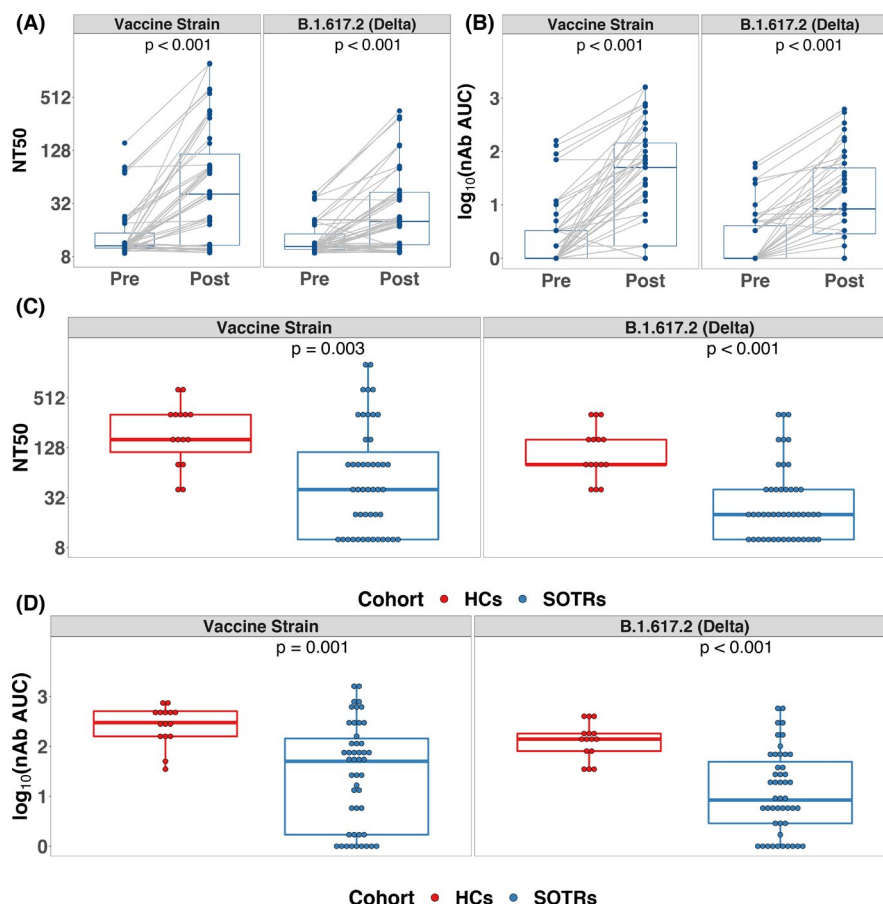 (A)
Vaccine Strain
B.1.617.2 (Delta)
p < 0.001
p < 0.001
NT50
512
128
32
8
Pre
Post
Pre
Post
(B)
Vaccine Strain
B.1.617.2 (Delta)
p < 0.001
p < 0.001
log₁₀(nAb AUC)
3
2
1
0
Pre
Post
Pre
Post
(C)
Vaccine Strain
B.1.617.2 (Delta)
p = 0.003
p < 0.001
NT50
512
128
32
8
Cohort HCs SOTRs
(D)
Vaccine Strain
B.1.617.2 (Delta)
p = 0.001
p < 0.001
log₁₀(nAb AUC)
3
2
1
0
Cohort HCs SOTRs